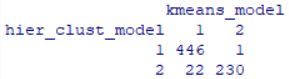 kmeans_model
hier_clust_model 1 2
1 446 1
2 22 230